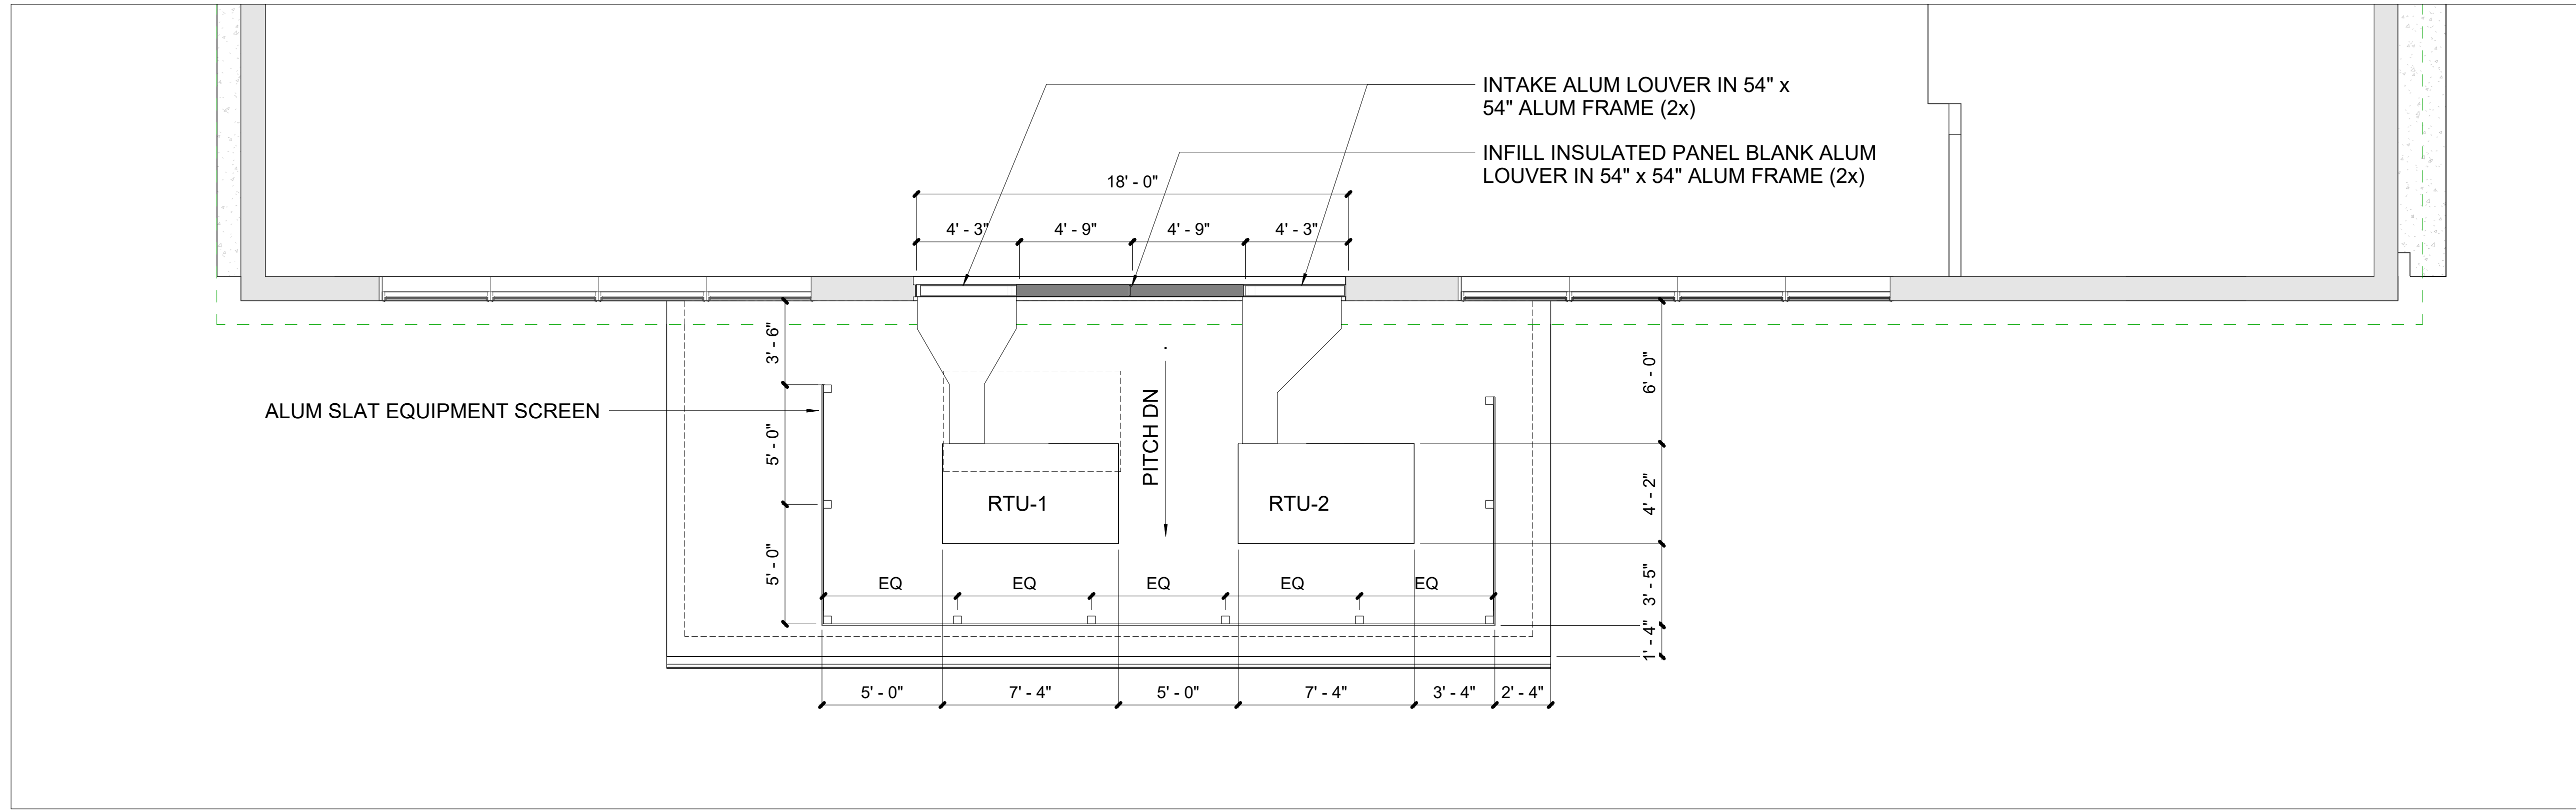 INTAKE ALUM LOUVER IN 54" x
54" ALUM FRAME (2x)
INFILL INSULATED PANEL BLANK ALUM
LOUVER IN 54" x 54" ALUM FRAME (2x)
18' - 0"
4' - 3"
4' - 9"
4' - 9"
4' - 3"
3' - 6"
5' - 0"
5' - 0"
ALUM SLAT EQUIPMENT SCREEN
PITCH DN
RTU-1
RTU-2
6' - 0"
4' - 2"
3' - 5"
1' - 4"
EQ
EQ
EQ
EQ
EQ
5' - 0"
7' - 4"
5' - 0"
7' - 4"
3' - 4"
2' - 4"